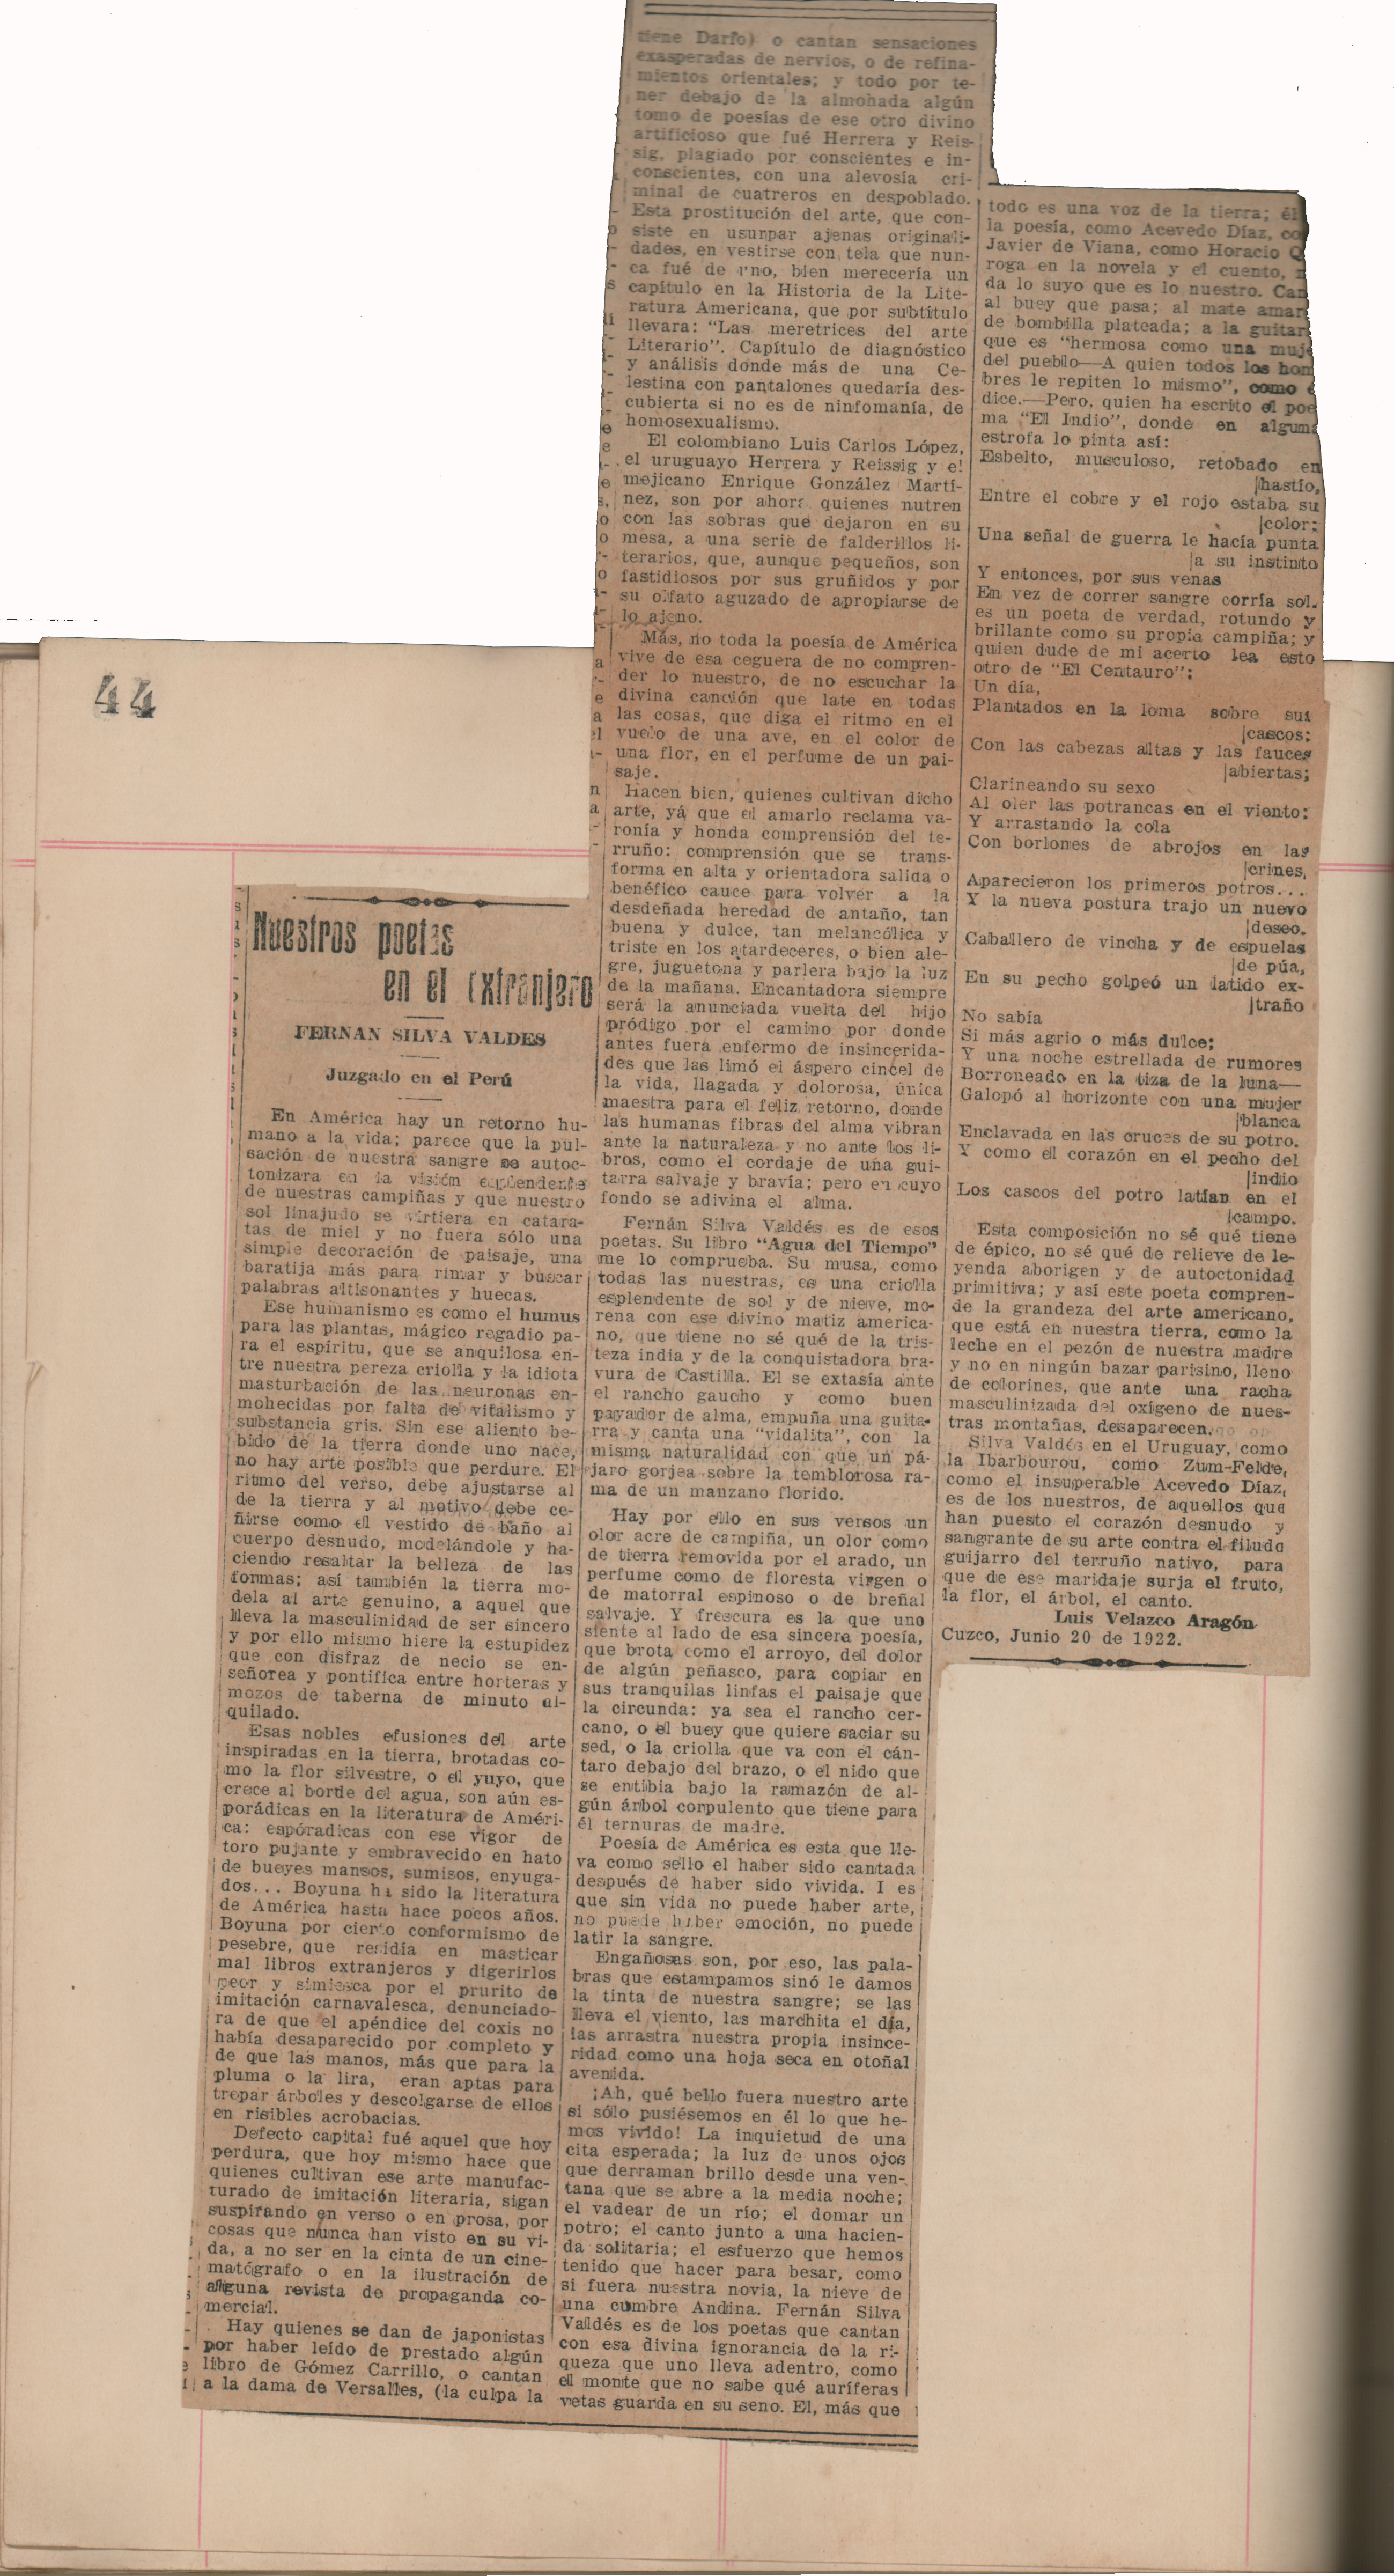 44
Nuestros poetas
en el extranjero
FERNAN SILVA VALDES
Juzgado en el Perú
En América hay un retorno hu-
mano a la vida; parece que la pul-
sación de nuestra sangre se autoc-
tonizara en la visión esplendente
de nuestras campiñas y que nuestro
sol linajudo se virtiera en catara-
tas de miel y no fuera sólo una
simple decoración de paisaje, una
baratija más para rimar y buscar
palabras altisonantes y huecas.
Ese humanismo es como el humus
para las plantas, mágico regadio pa-
ra el espíritu, que se anquilosa en-
tre nuestra pereza criolla y la idiota
masturbación de las neuronas en-
mohecidas por falta de vitalismo y
substancia gris. Sin ese aliento be-
bido de la tierra donde uno nace,
no hay arte posible que perdure. El
ritmo del verso, debe ajustarse al
de la tierra y al motivo debe ce-
ñirse como el vestido de baño al
cuerpo desnudo, modelándole y ha-
ciendo resaltar la belleza de las
formas; así también la tierra mo-
dela al arte genuino, a aquel que
lleva la masculinidad de ser sincero
y por ello mismo hiere la estupidez
que con disfraz de necio se en-
señorea y pontifica entre horteras y
mozos de taberna de minuto al-
quilado.
Esas nobles efusiones del arte
inspiradas en la tierra, brotadas co-
mo la flor silvestre, o el yuyo, que
crece al borde del agua, son aún es-
porádicas en la literatura de Améri-
ca: espóradicas con ese vigor de
toro pujante y embravecido en hato
de bueyes mansos, sumisos, enyuga-
dos... Boyuna ha sido la literatura
de América hasta hace pocos años.
Boyuna por cierto conformismo de
pesebre, que residía en masticar
mal libros extranjeros y digerirlos
peor y simiesca por el prurito de
imitación carnavalesca, denunciado-
ra de que el apéndice del coxis no
había desaparecido por completo y
de que las manos, más que para la
pluma o la lira, eran aptas para
trepar árboles y descolgarse de ellos
en risibles acrobacias.
Defecto capital fué aquel que hoy
perdura, que hoy mismo hace que
quienes cultivan ese arte manufac-
turado de imitación literaria, sigan
suspirando en verso o en prosa, por
cosas que nunca han visto en su vi-
da, a no ser en la cinta de un cine-
matógrafo o en la ilustración de
alguna revista de propaganda co-
mercial.
Hay quienes se dan de japonistas
por haber leído de prestado algún
libro de Gómez Carrillo, o cantan
a la dama de Versalles, (la culpa la
tiene Darío) o cantan sensaciones
exasperadas de nervios, o de refina-
mientos orientales; y todo por te-
ner debajo de la almohada algún
tomo de poesías de ese otro divino
artificioso que fué Herrera y Reis-
sig, plagiado por conscientes e in-
conscientes, con una alevosía cri-
minal de cuatreros en despoblado.
Esta prostitución del arte, que con-
siste en usurpar ajenas originali-
dades, en vestirse con tela que nun-
ca fué de uno, bien merecería un
capítulo en la Historia de la Lite-
ratura Americana, que por subtítulo
llevara: "Las meretrices del arte
Literario". Capítulo de diagnóstico
y análisis donde más de una Ce-
lestina con pantalones quedaría des-
cubierta si no es de ninfomanía, de
homosexualismo.
El colombiano Luis Carlos López,
el uruguayo Herrera y Reissig y el
mejicano Enrique González Martí-
nez, son por ahora quienes nutren
con las sobras que dejaron en su
mesa, a una serie de falderillos li-
terarios, que, aunque pequeños, son
fastidiosos por sus gruñidos y por
su olfato aguzado de apropiarse de
lo ajeno.
Más, no toda la poesía de América
vive de esa ceguera de no compren-
der lo nuestro, de no escuchar la
divina canción que late en todas
las cosas, que diga el ritmo en el
vuelo de una ave, en el color de
una flor, en el perfume de un pai-
saje.
Hacen bien, quienes cultivan dicho
arte, yá que el amarlo reclama va-
ronía y honda comprensión del te-
rruño: comprensión que se trans-
forma en alta y orientadora salida o
benéfico cauce para volver a la
desdeñada heredad de antaño, tan
buena y dulce, tan melancólica y
triste en los atardeceres, o bien ale-
gre, juguetona y parlera bajo la luz
de la mañana. Encantadora siempre
será la anunciada vuelta del hijo
pródigo por el camino por donde
antes fuera enfermo de insincerida-
des que las limó el áspero cincel de
la vida, llagada y dolorosa, única
maestra para el feliz retorno, donde
las humanas fibras del alma vibran
ante la naturaleza y no ante los li-
bros, como el cordaje de una gui-
tarra salvaje y bravía; pero en cuyo
fondo se adivina el alma.
Fernán Silva Valdés es de esos
poetas. Su libro "Agua del Tiempo"
me lo comprueba. Su musa, como
todas las nuestras, es una criolla
esplendente de sol y de nieve, mo-
rena con ese divino matiz america-
no, que tiene no sé qué de la tris-
teza india y de la conquistadora bra-
vura de Castilla. El se extasía ante
el rancho gaucho y como buen
payador de alma, empuña una guita-
rra y canta una "vidalita", con la
misma naturalidad con que un pá-
jaro gorjea sobre la temblorosa ra-
ma de un manzano florido.
Hay por ello en sus versos un
olor acre de campiña, un olor como
de tierra removida por el arado, un
perfume como de floresta virgen o
de matorral espinoso o de breñal
salvaje. Y frescura es la que uno
siente al lado de esa sincera poesía,
que brota como el arroyo, del dolor
de algún peñasco, para copiar en
sus tranquilas linfas el paisaje que
la circunda: ya sea el rancho cer-
cano, o el buey que quiere saciar su
sed, o la criolla que va con el cán-
taro debajo del brazo, o el nido que
se entibia bajo la ramazón de al-
gún árbol corpulento que tiene para
él ternuras de madre.
Poesía de América es esta que lle-
va como sello el haber sido cantada
después de haber sido vivida. I es
que sin vida no puede haber arte,
no puede haber emoción, no puede
latir la sangre.
Engañosas son, por eso, las pala-
bras que estampamos sinó le damos
la tinta de nuestra sangre; se las
lleva el viento, las marchita el día,
las arrastra nuestra propia insince-
ridad como una hoja seca en otoñal
avenida.
¡Ah, qué bello fuera nuestro arte
si sólo pusiésemos en él lo que he-
mos vivido! La inquietud de una
cita esperada; la luz de unos ojos
que derraman brillo desde una ven-
tana que se abre a la media noche;
el vadear de un río; el domar un
potro; el canto junto a una hacien-
da solitaria; el esfuerzo que hemos
tenido que hacer para besar, como
si fuera nuestra novia, la nieve de
una cumbre Andina. Fernán Silva
Valdés es de los poetas que cantan
con esa divina ignorancia de la ri-
queza que uno lleva adentro, como
el monte que no sabe qué auríferas
vetas guarda en su seno. El, más que
todo es una voz de la tierra; él
la poesía, como Acevedo Díaz, co
Javier de Viana, como Horacio Q
roga en la novela y el cuento,
da lo suyo que es lo nuestro. Can
al buey que pasa; al mate amar
de bombilla plateada; a la guitar
que es "hermosa como una muj
del pueblo—A quien todos los hom
bres le repiten lo mismo", como é
dice.—Pero, quien ha escrito el poe
ma "El Indio", donde en alguna
estrofa lo pinta así:
Esbelto, musculoso, retobado en
|hastío,
Entre el cobre y el rojo estaba su
|color;
Una señal de guerra le hacía punta
|a su instinto
Y entonces, por sus venas
En vez de correr sangre corría sol.
es un poeta de verdad, rotundo y
brillante como su propia campiña; y
quien dude de mi acerto lea esto
otro de "El Centauro";
Un día,
Plantados en la loma sobre sus
|cascos;
Con las cabezas altas y las fauces
|abiertas;
Clarineando su sexo
Al oler las potrancas en el viento;
Y arrastando la cola
Con borlones de abrojos en las
|crines,
Aparecieron los primeros potros...
Y la nueva postura trajo un nuevo
|deseo.
Caballero de vincha y de espuelas
|de púa,
En su pecho golpeó un latido ex-
|traño
No sabía
Si más agrio o más dulce;
Y una noche estrellada de rumores
Borroneado en la tiza de la luna—
Galopó al horizonte con una mujer
|blanca
Enclavada en las cruces de su potro.
Y como el corazón en el pecho del
|indio
Los cascos del potro latían en el
|campo.
Esta composición no sé qué tiene
de épico, no sé qué de relieve de le-
yenda aborigen y de autoctonidad
primitiva; y así este poeta compren-
de la grandeza del arte americano,
que está en nuestra tierra, como la
leche en el pezón de nuestra madre
y no en ningún bazar parisino, lleno
de colorines, que ante una racha
masculinizada del oxígeno de nues-
tras montañas, desaparecen.
Silva Valdés en el Uruguay, como
la Ibarbourou, como Zum-Felde,
como el insuperable Acevedo Díaz,
es de los nuestros, de aquellos que
han puesto el corazón desnudo y
sangrante de su arte contra el filudo
guijarro del terruño nativo, para
que de ese maridaje surja el fruto,
la flor, el árbol, el canto.
Luis Velazco Aragón.
Cuzco, Junio 20 de 1922.